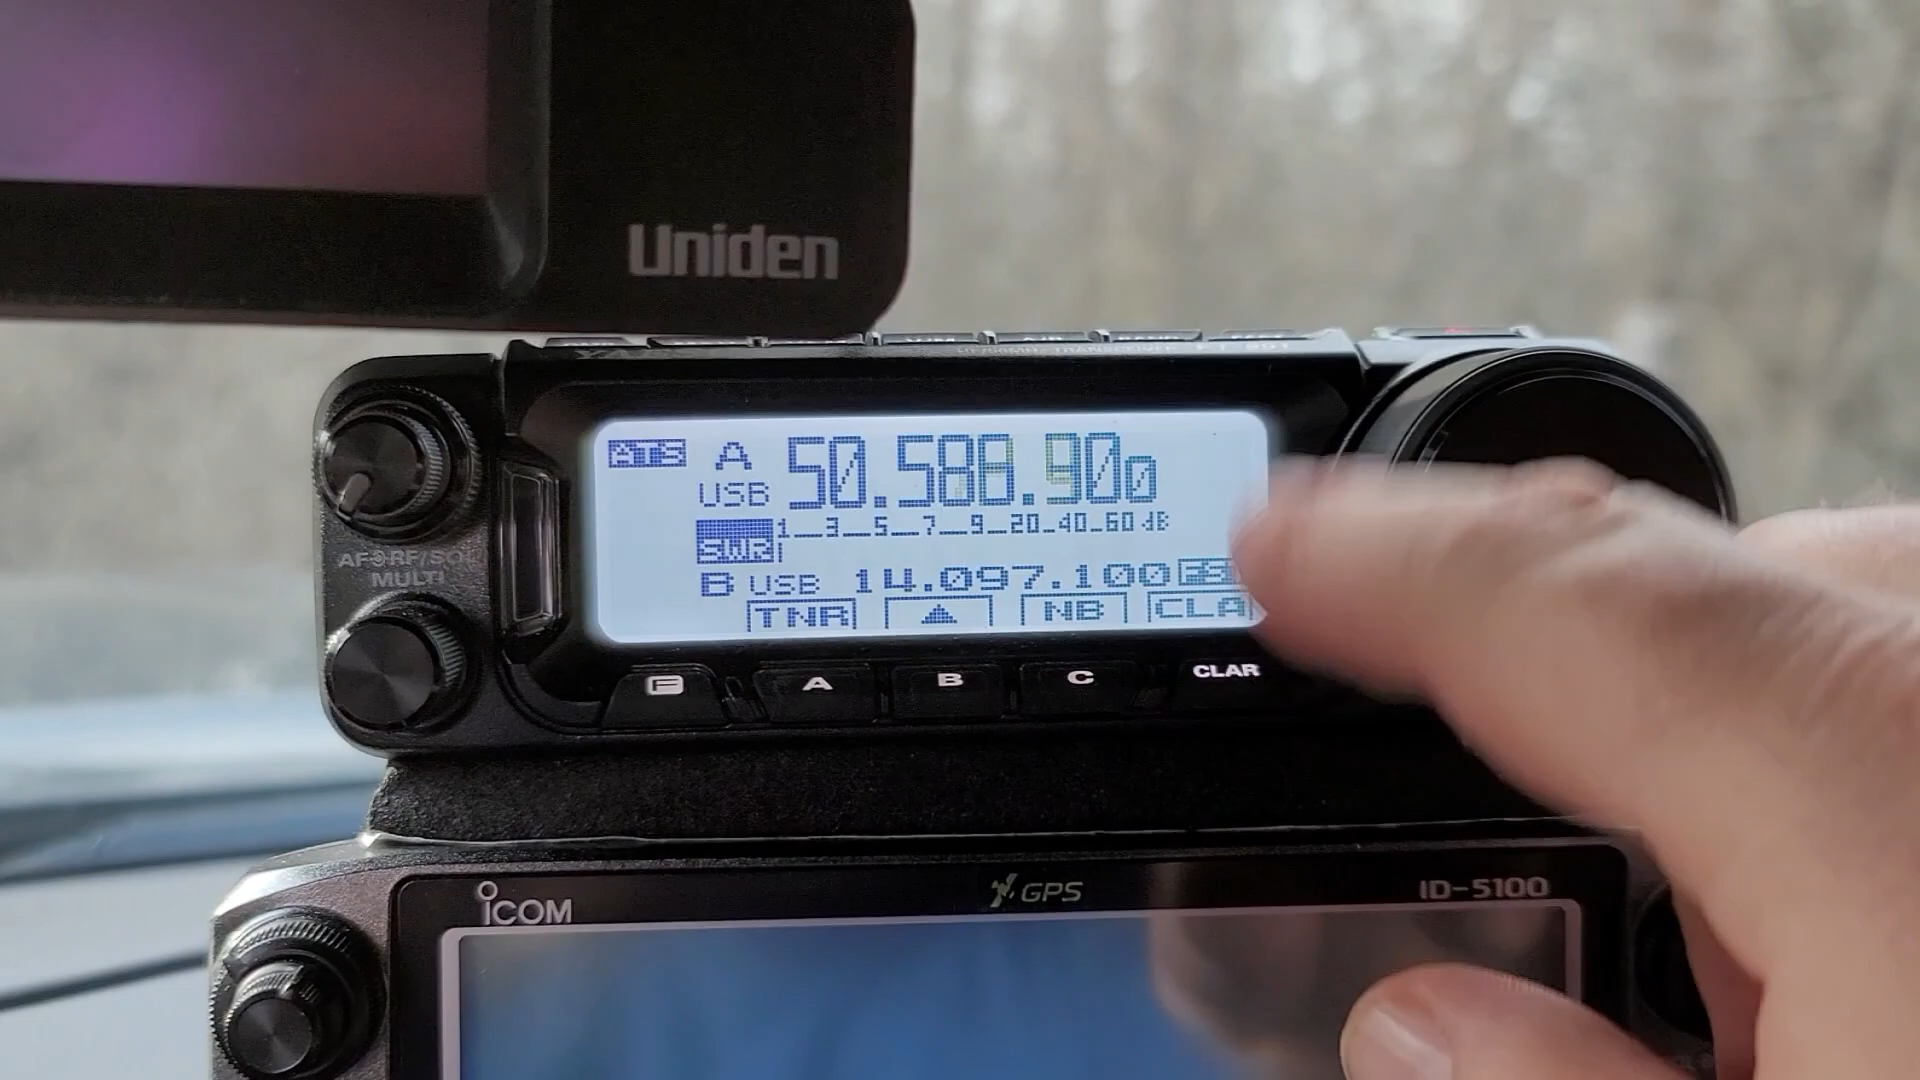 Uniden
ATS A 50.588.900
USB
1 3 5 7 9 20 40 60 dB
SWR
B USB 14.097.100
TNR ▲ NB CLA
AF RF/SQL
MULTI
F A B C CLAR
ICOM GPS ID-5100